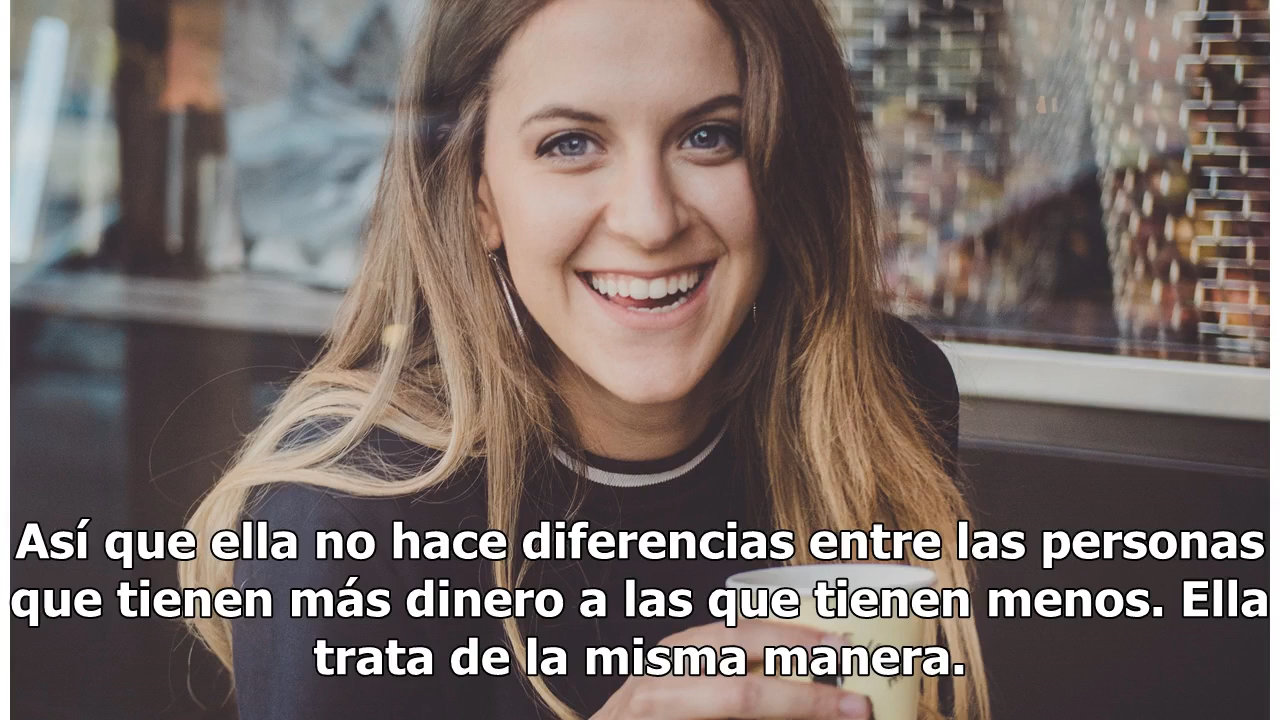 Así que ella no hace diferencias entre las personas
que tienen más dinero a las que tienen menos. Ella
trata de la misma manera.